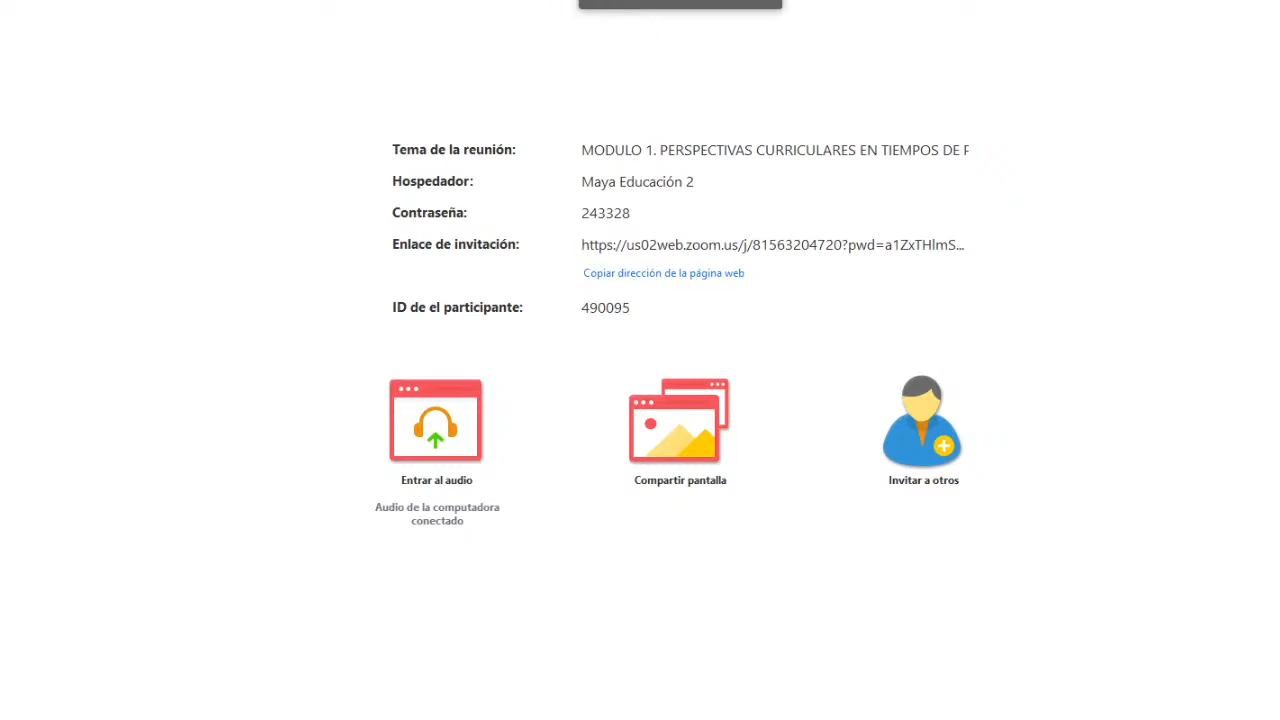 Tema de la reunión: MODULO 1. PERSPECTIVAS CURRICULARES EN TIEMPOS DE
Hospedador: Maya Educación 2
Contraseña: 243328
Enlace de invitación: https://us02web.zoom.us/j/81563204720?pwd=a1ZxTHlmS...
Copiar dirección de la página web
ID de el participante: 490095
Entrar al audio
Compartir pantalla
Invitar a otros
Audio de la computadora
conectado